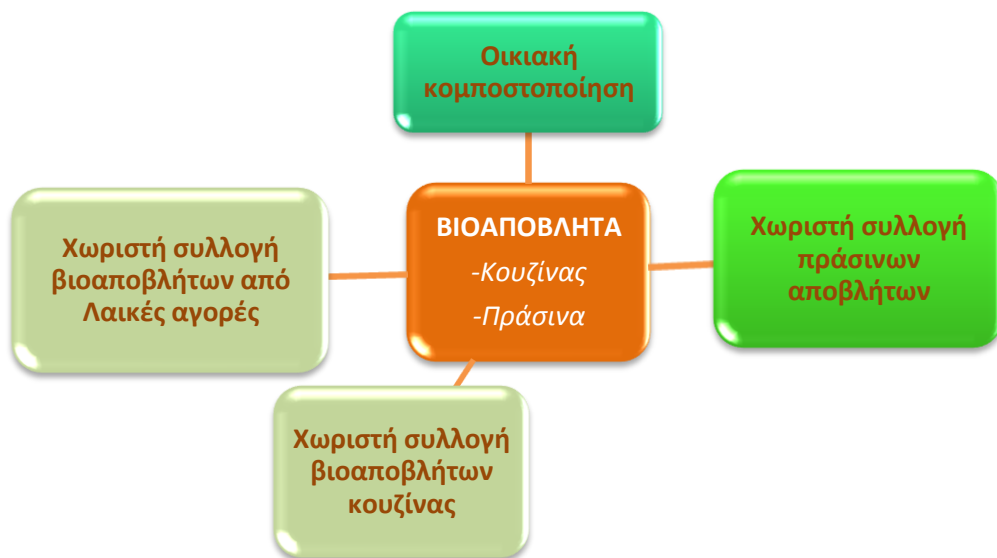 Οικιακή
κομποστοποίηση
ΒΙΟΑΠΟΒΛΗΤΑ
-Κουζίνας
-Πράσινα
Χωριστή συλλογή
πράσινων
αποβλήτων
Χωριστή συλλογή
βιοαποβλήτων από
Λαικές αγορές
Χωριστή συλλογή
βιοαποβλήτων
κουζίνας